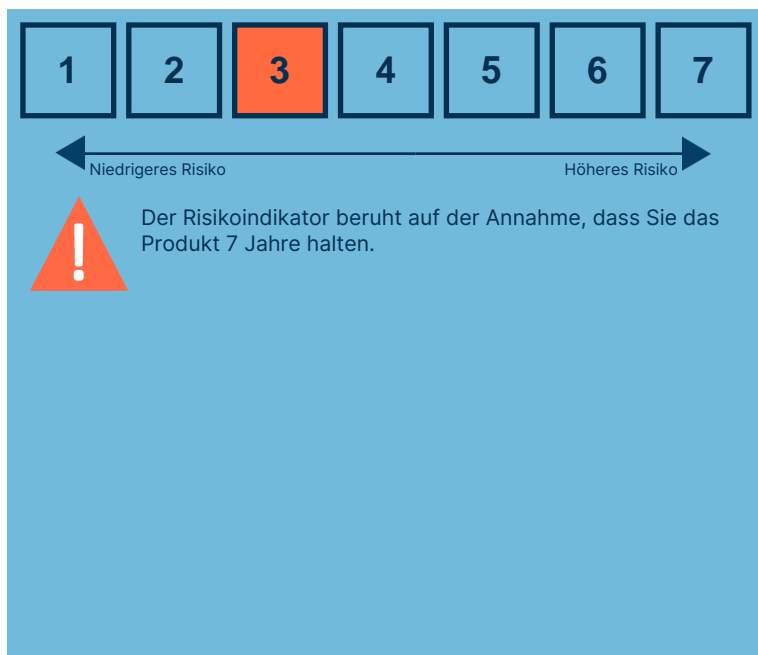 1 2 3 4 5 6 7
Niedrigeres Risiko Höheres Risiko
!
Der Risikoindikator beruht auf der Annahme, dass Sie das
Produkt 7 Jahre halten.